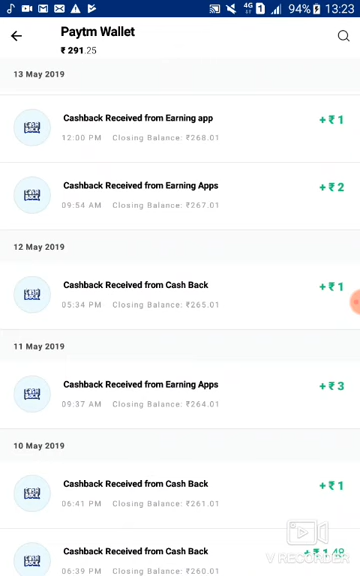 4G 1 94% 13:23
Paytm Wallet
₹ 291.25
13 May 2019
Cashback Received from Earning app
+ ₹ 1
12:00 PM Closing Balance: ₹268.01
Cashback Received from Earning Apps
+ ₹ 2
09:54 AM Closing Balance: ₹267.01
12 May 2019
Cashback Received from Cash Back
+ ₹ 1
05:34 PM Closing Balance: ₹265.01
11 May 2019
Cashback Received from Earning Apps
+ ₹ 3
09:37 AM Closing Balance: ₹264.01
10 May 2019
Cashback Received from Cash Back
+ ₹ 1
06:41 PM Closing Balance: ₹261.01
Cashback Received from Cash Back
+ ₹ 1.48
06:39 PM Closing Balance: ₹260.01
V RECORDER